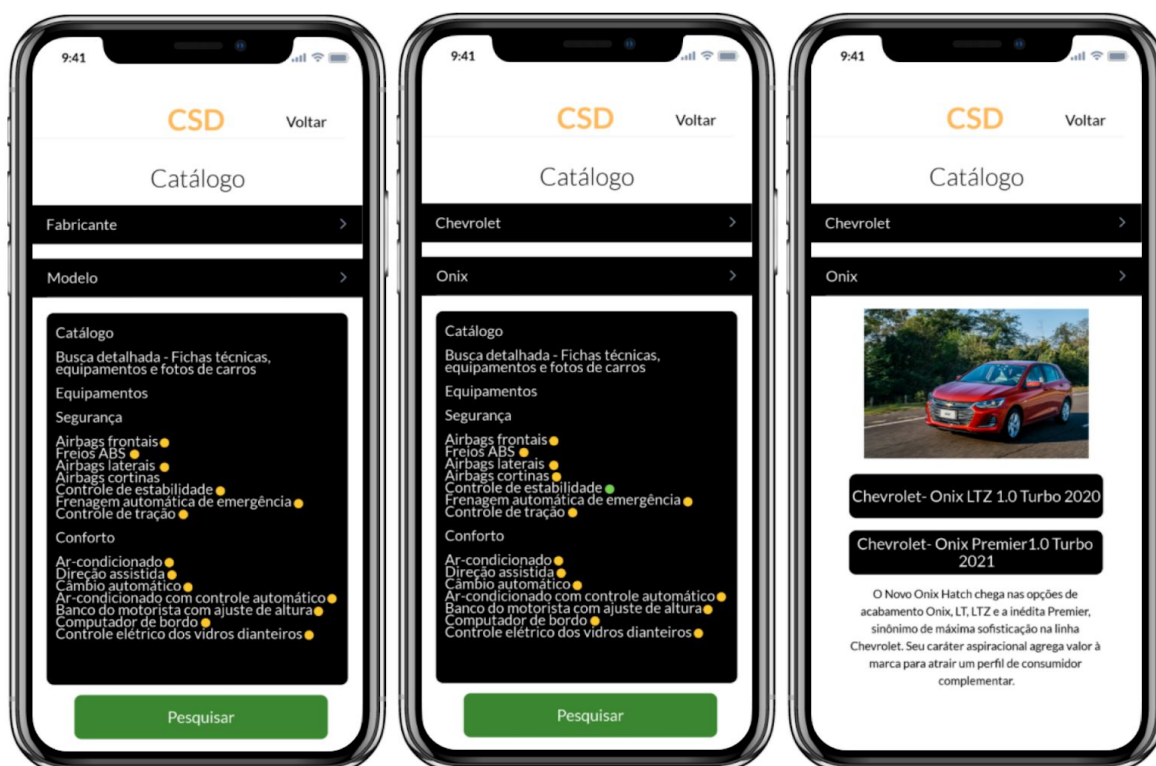 9:41
CSD
Voltar
Catálogo
Fabricante
Modelo
Catálogo
Busca detalhada - Fichas técnicas,
equipamentos e fotos de carros
Equipamentos
Segurança
Airbags frontais
Freios ABS
Airbags laterais
Airbags cortinas
Controle de estabilidade
Frenagem automática de emergência
Controle de tração
Conforto
Ar-condicionado
Direção assistida
Câmbio automático
Ar-condicionado com controle automático
Banco do motorista com ajuste de altura
Computador de bordo
Controle elétrico dos vidros dianteiros
Pesquisar
9:41
CSD
Voltar
Catálogo
Chevrolet
Onix
Catálogo
Busca detalhada - Fichas técnicas,
equipamentos e fotos de carros
Equipamentos
Segurança
Airbags frontais
Freios ABS
Airbags laterais
Airbags cortinas
Controle de estabilidade
Frenagem automática de emergência
Controle de tração
Conforto
Ar-condicionado
Direção assistida
Câmbio automático
Ar-condicionado com controle automático
Banco do motorista com ajuste de altura
Computador de bordo
Controle elétrico dos vidros dianteiros
Pesquisar
9:41
CSD
Voltar
Catálogo
Chevrolet
Onix
Chevrolet- Onix LTZ 1.0 Turbo 2020
Chevrolet- Onix Premier1.0 Turbo
2021
O Novo Onix Hatch chega nas opções de
acabamento Onix, LT, LTZ e a inédita Premier,
sinônimo de máxima sofisticação na linha
Chevrolet. Seu caráter aspiracional agrega valor à
marca para atrair um perfil de consumidor
complementar.